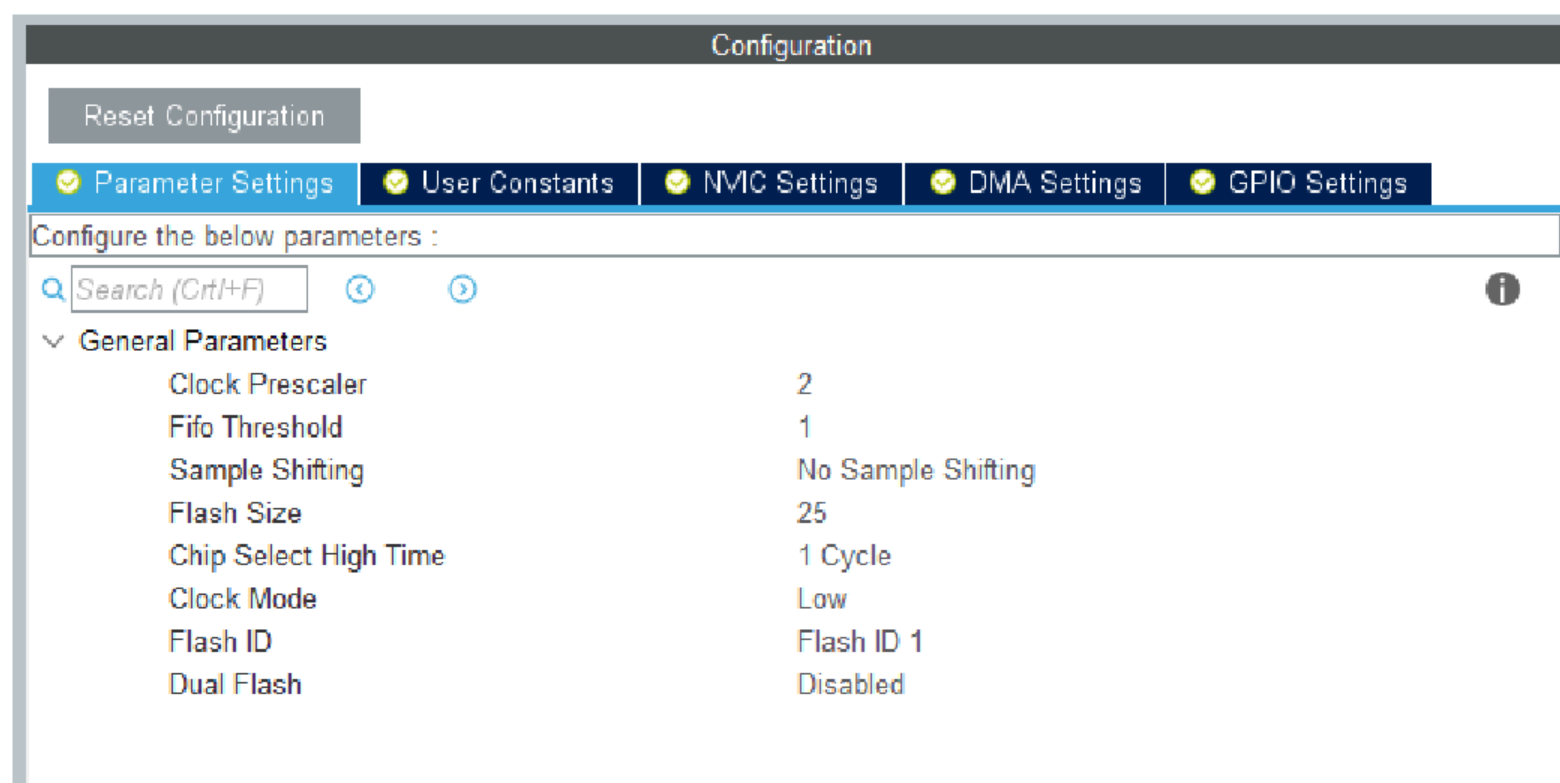 Configuration
Reset Configuration
Parameter Settings User Constants NVIC Settings DMA Settings GPIO Settings
Configure the below parameters :
Search (Crtl+F)
General Parameters
Clock Prescaler 2
Fifo Threshold 1
Sample Shifting No Sample Shifting
Flash Size 25
Chip Select High Time 1 Cycle
Clock Mode Low
Flash ID Flash ID 1
Dual Flash Disabled